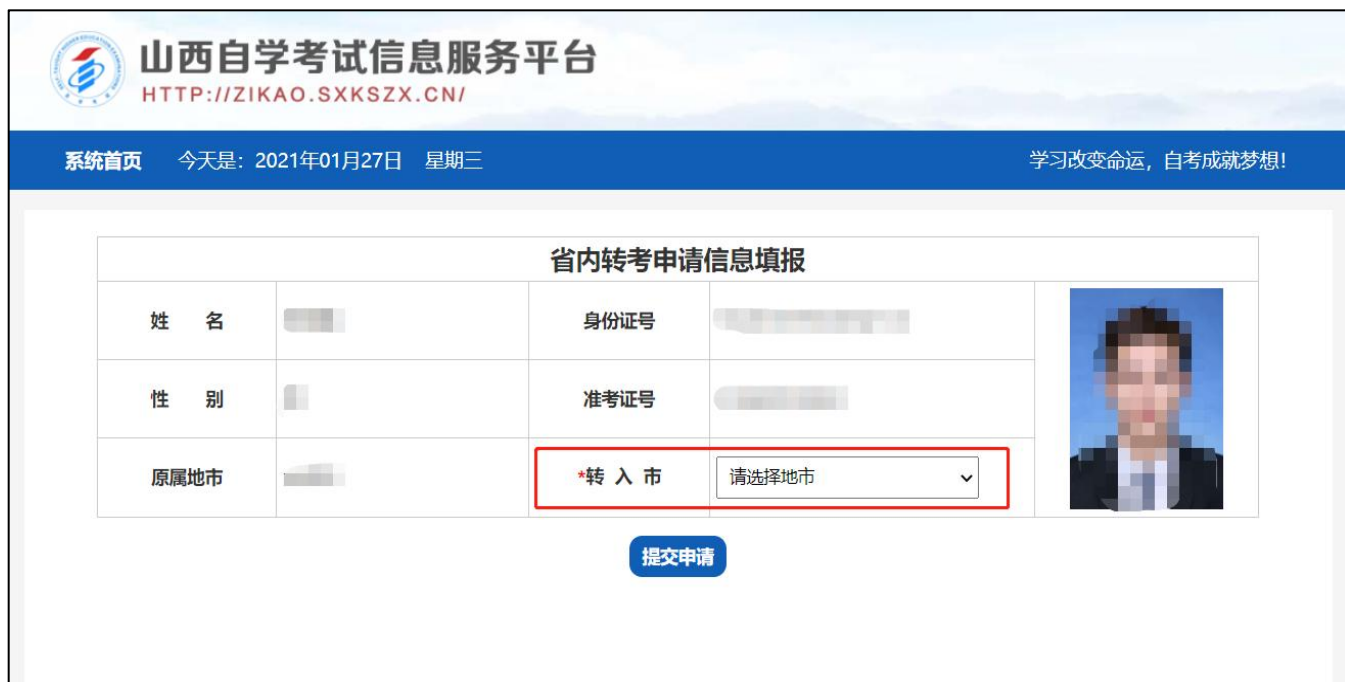 山西自学考试信息服务平台
HTTP://ZIKAO.SXKSZX.CN/
系统首页 今天是：2021年01月27日 星期三 学习改变命运，自考成就梦想！
省内转考申请信息填报
姓 名 身份证号
性 别 准考证号
原属地市 *转 入 市 请选择地市
提交申请